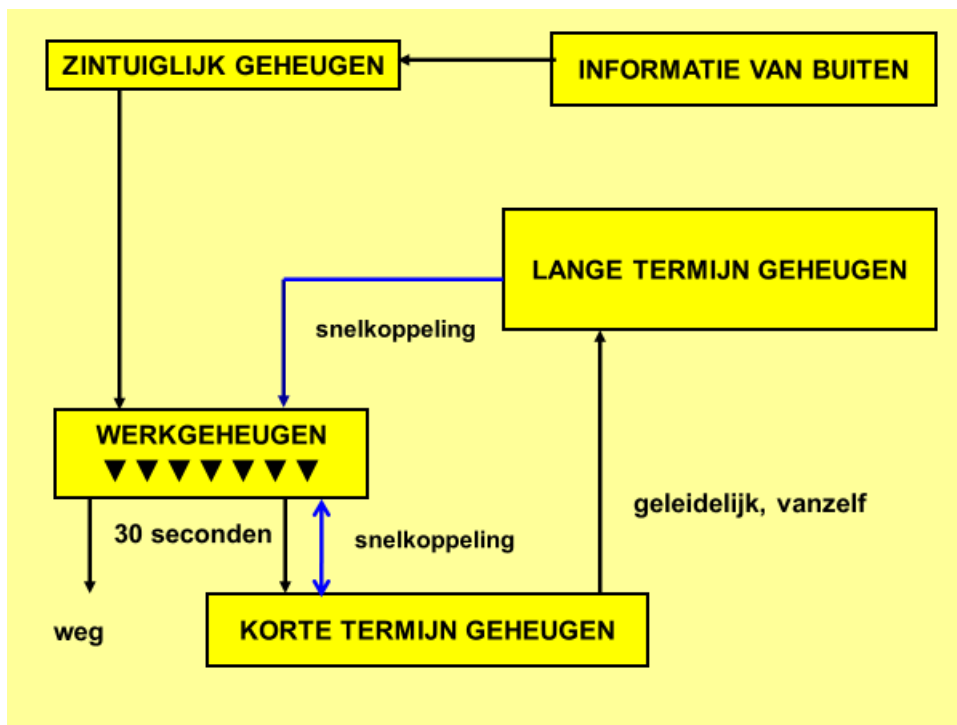 ZINTUIGLIJK GEHEUGEN
INFORMATIE VAN BUITEN
LANGE TERMIJN GEHEUGEN
snelkoppeling
WERKGEHEUGEN
geleidelijk, vanzelf
30 seconden
snelkoppeling
weg
KORTE TERMIJN GEHEUGEN